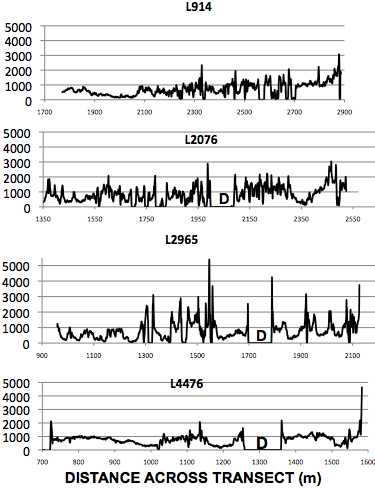 L914
5000
4000
3000
2000
1000
0
1700 1900 2100 2300 2500 2700 2900
L2076
5000
4000
3000
2000
1000
0
D
1350 1550 1750 1950 2150 2350 2550
L2965
5000
4000
3000
2000
1000
0
D
900 1100 1300 1500 1700 1900 2100
L4476
5000
4000
3000
2000
1000
0
D
700 800 900 1000 1100 1200 1300 1400 1500 1600
DISTANCE ACROSS TRANSECT (m)